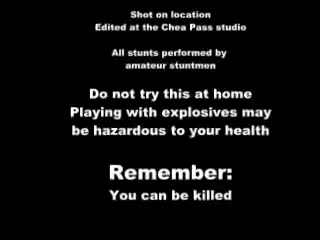 Shot on location
Edited at the Chea Pass studio
All stunts performed by
amateur stuntmen
Do not try this at home
Playing with explosives may
be hazardous to your health
Remember:
You can be killed